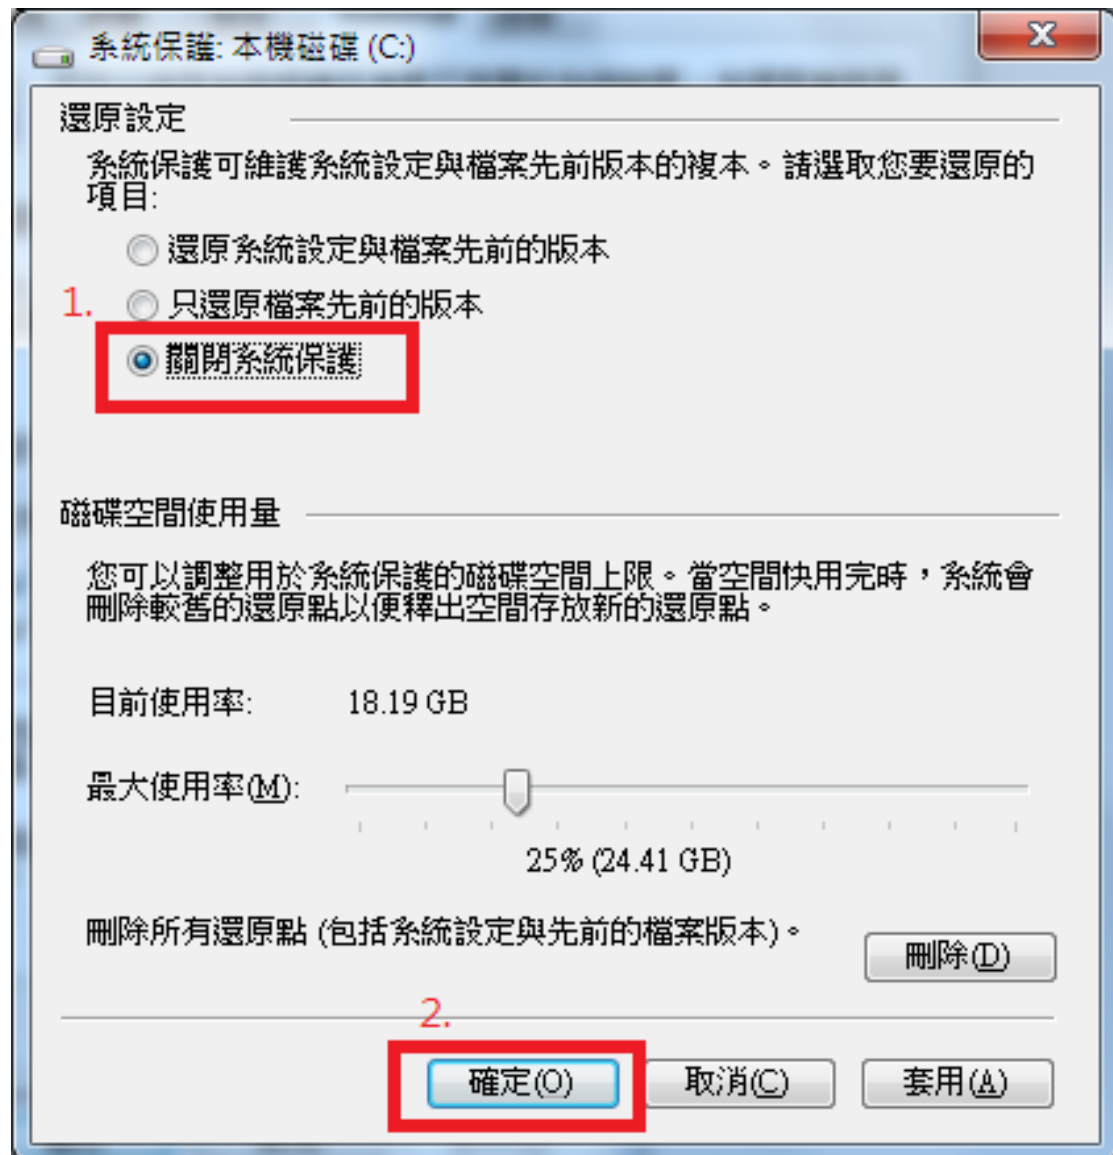 系統保護: 本機磁碟 (C:)
還原設定
系統保護可維護系統設定與檔案先前版本的複本。請選取您要還原的
項目:
還原系統設定與檔案先前的版本
1.
只還原檔案先前的版本
關閉系統保護
磁碟空間使用量
您可以調整用於系統保護的磁碟空間上限。當空間快用完時，系統會
刪除較舊的還原點以便釋出空間存放新的還原點。
目前使用率: 18.19 GB
最大使用率(M):
25% (24.41 GB)
刪除所有還原點 (包括系統設定與先前的檔案版本)。
刪除(D)
2.
確定(O) 取消(C) 套用(A)